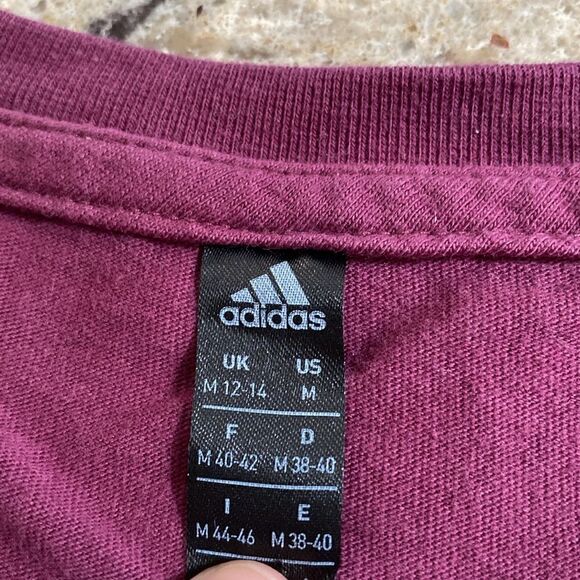 adidas
UK US
M 12-14 M
F D
M 40-42 M 38-40
I E
M 44-46 M 38-40